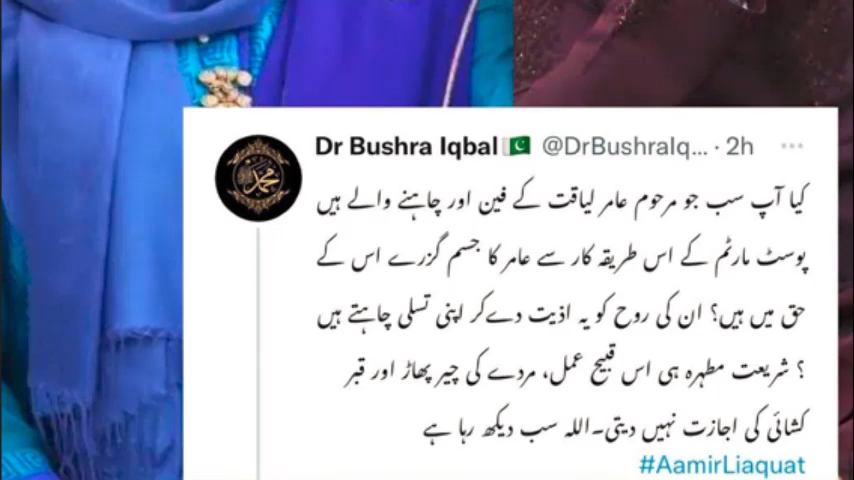 Dr Bushra Iqbal🇵🇰 @DrBushraIq... · 2h
کیا آپ سب جو مرحوم عامر لیاقت کے فین اور چاہنے والے ہیں
پوسٹ مارٹم کے اس طریقہ کار سے عامر کا جسم گزرے اس کے
حق میں ہیں؟ ان کی روح کو یہ اذیت دےکر اپنی تسلی چاہتے ہیں
؟ شریعت مطہرہ ہی اس قبیح عمل، مردے کی چیر پھاڑ اور قبر
کشائی کی اجازت نہیں دیتی۔اللہ سب دیکھ رہا ہے
#AamirLiaquat
محمد